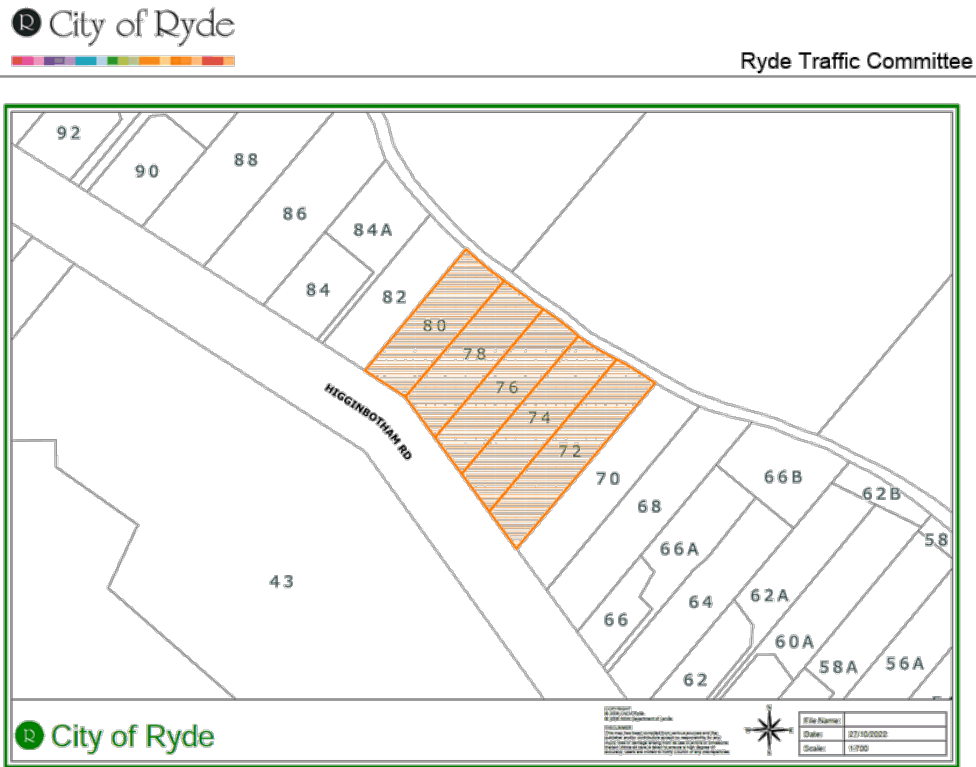 R City of Ryde
Ryde Traffic Committee
92
90
88
86
84A
84
82
80
78
76
74
72
70
68
66B
62B
58
66A
66
64
62A
62
60A
58A
56A
43
HIGGINBOTHAM RD
R City of Ryde
COPYRIGHT
DISCLAIMER
N
File Name:
Date: 27/10/2022
Scale: 1:700